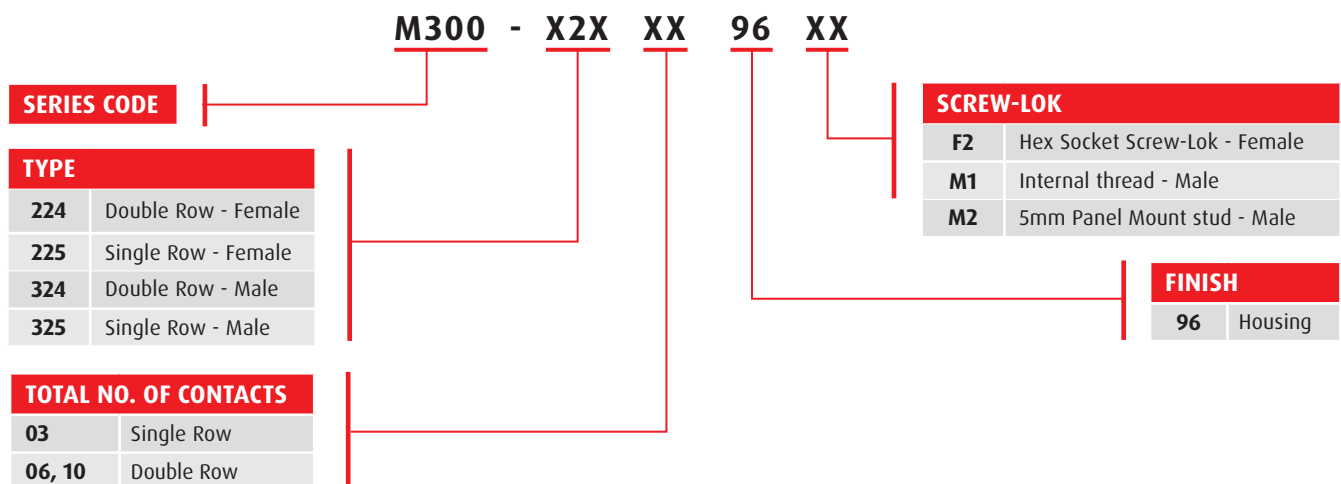 M300 - X2X XX 96 XX
SERIES CODE
TYPE
224 Double Row - Female
225 Single Row - Female
324 Double Row - Male
325 Single Row - Male
TOTAL NO. OF CONTACTS
03 Single Row
06, 10 Double Row
SCREW-LOK
F2 Hex Socket Screw-Lok - Female
M1 Internal thread - Male
M2 5mm Panel Mount stud - Male
FINISH
96 Housing